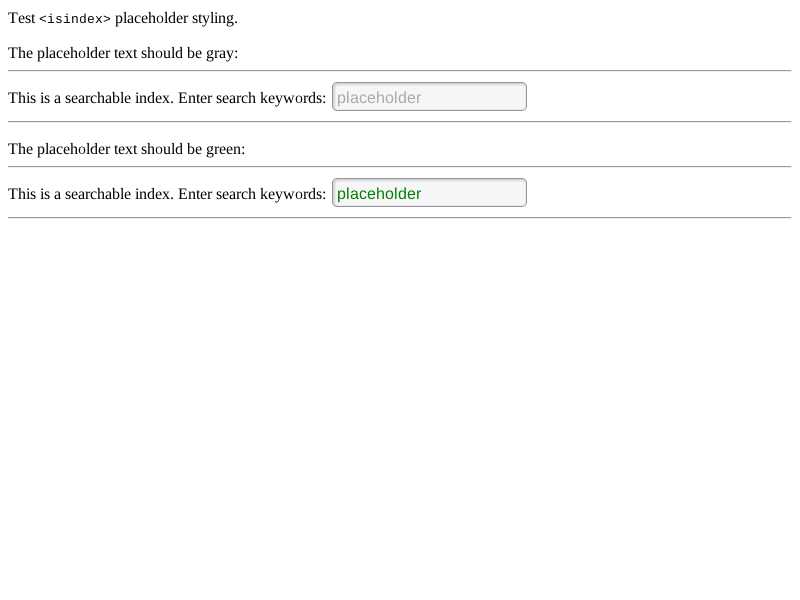 Test <isindex> placeholder styling.
The placeholder text should be gray:
This is a searchable index. Enter search keywords: placeholder
The placeholder text should be green:
This is a searchable index. Enter search keywords: placeholder